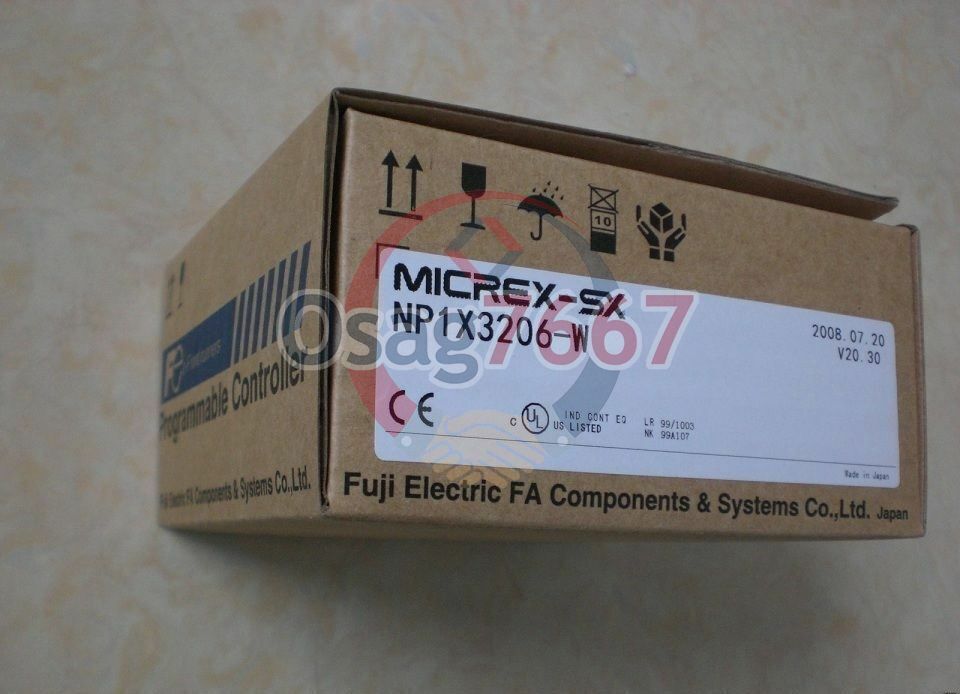 10
MICREX-SX
NP1X3206-W
2008.07.20
V20.30
Osag7667
CE
C UL US LISTED
IND CONT EQ
LR 99/1003
NK 99A107
Made in Japan
Fuji Electric FA Components & Systems Co.,Ltd. Japan
Programmable Controller
Fuji Electric FA Components & Systems Co.,Ltd.